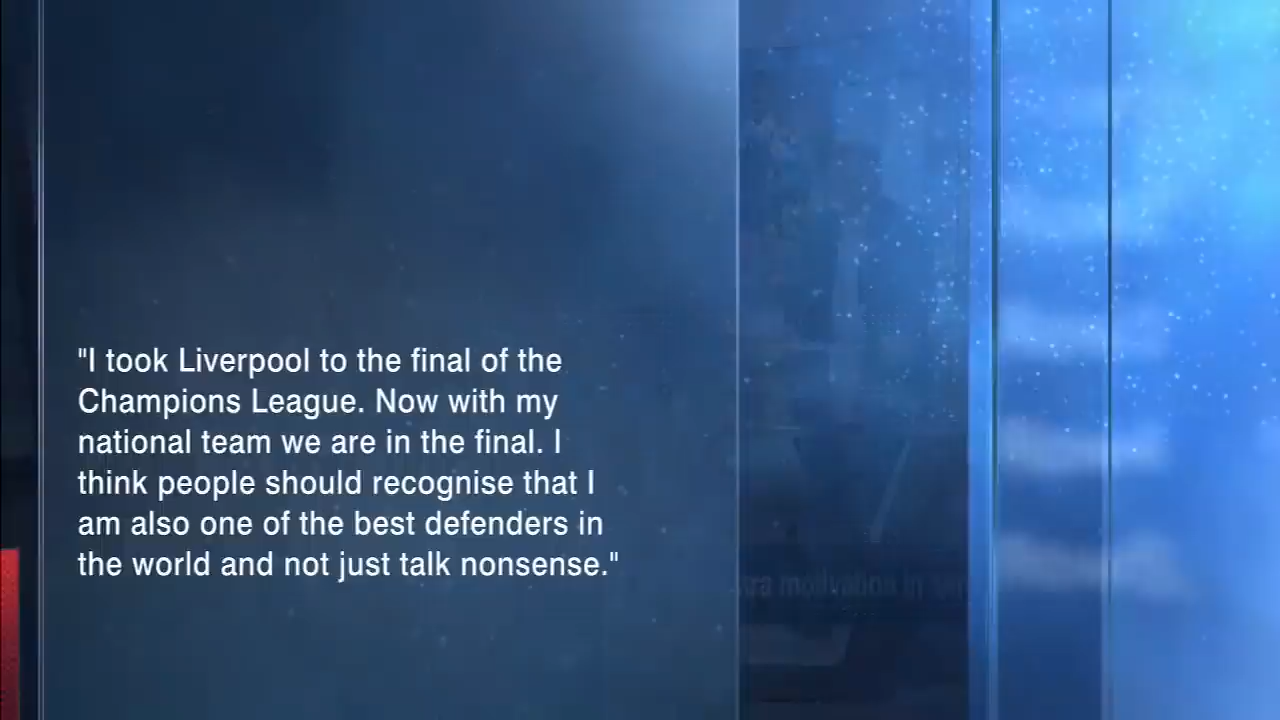 "I took Liverpool to the final of the
Champions League. Now with my
national team we are in the final. I
think people should recognise that I
am also one of the best defenders in
the world and not just talk nonsense."
motivation in